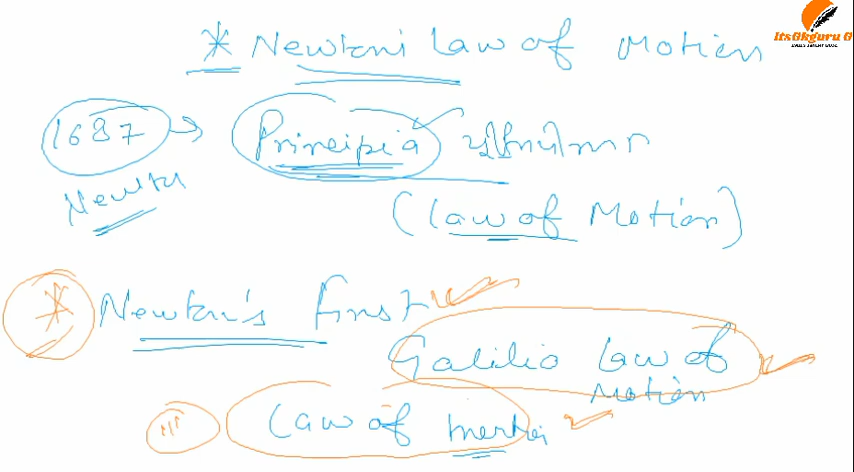 ItsGkguru G
* Newton's Law of Motion
1687 → Principia
Newton
(Law of Motion)
* Newton's First
Galilio Law of
Motion
Law of Inertia